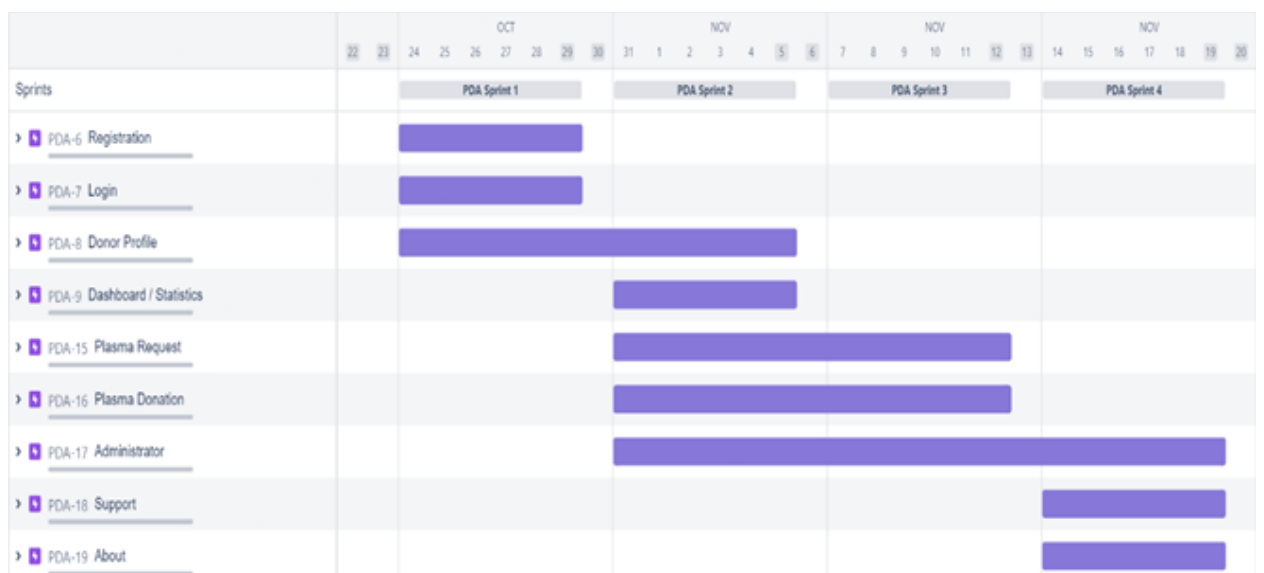 OCT NOV NOV NOV
22 23 24 25 26 27 28 29 30 31 1 2 3 4 5 6 7 8 9 10 11 12 13 14 15 16 17 18 19 20
Sprints PDA Sprint 1 PDA Sprint 2 PDA Sprint 3 PDA Sprint 4
PDA-6 Registration
PDA-7 Login
PDA-8 Donor Profile
PDA-9 Dashboard / Statistics
PDA-15 Plasma Request
PDA-16 Plasma Donation
PDA-17 Administrator
PDA-18 Support
PDA-19 About